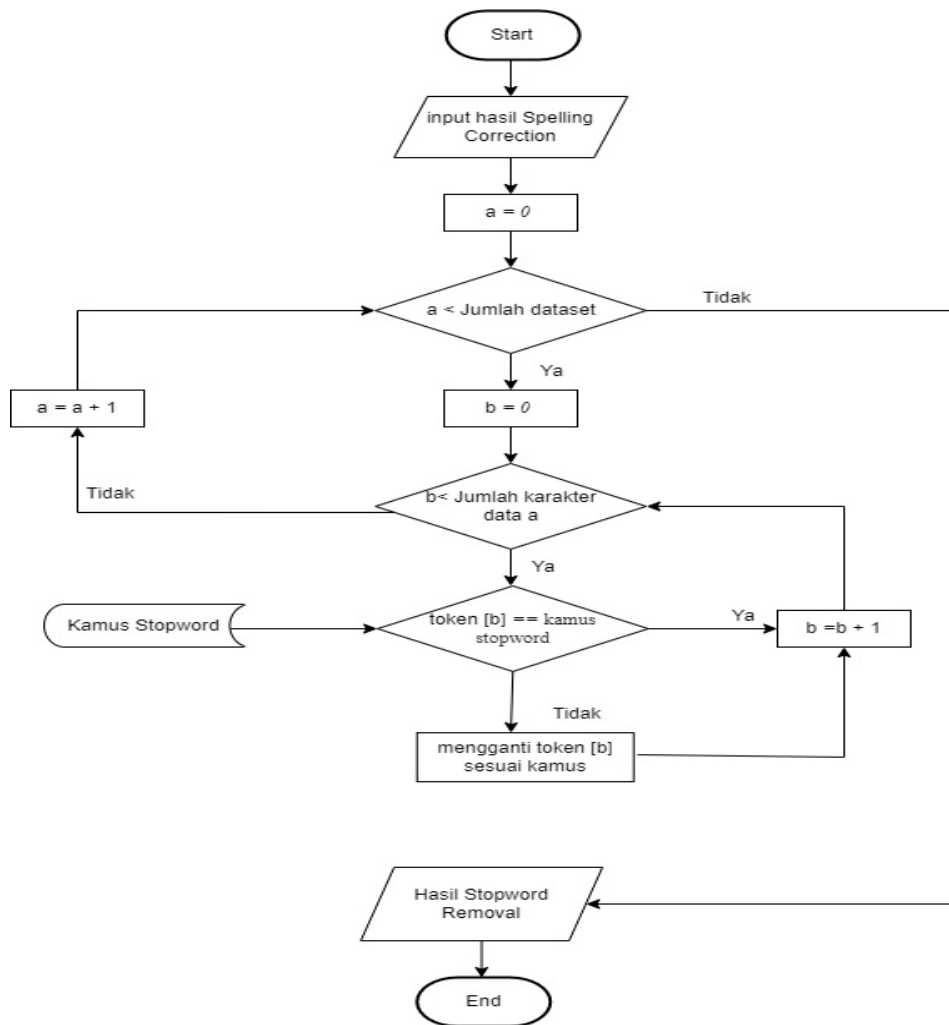 Start
input hasil Spelling
Correction
a = 0
a < Jumlah dataset
Tidak
Ya
a = a + 1
b = 0
b< Jumlah karakter
data a
Tidak
Ya
Kamus Stopword
token [b] == kamus
stopword
Ya
b =b + 1
Tidak
mengganti token [b]
sesuai kamus
Hasil Stopword
Removal
End